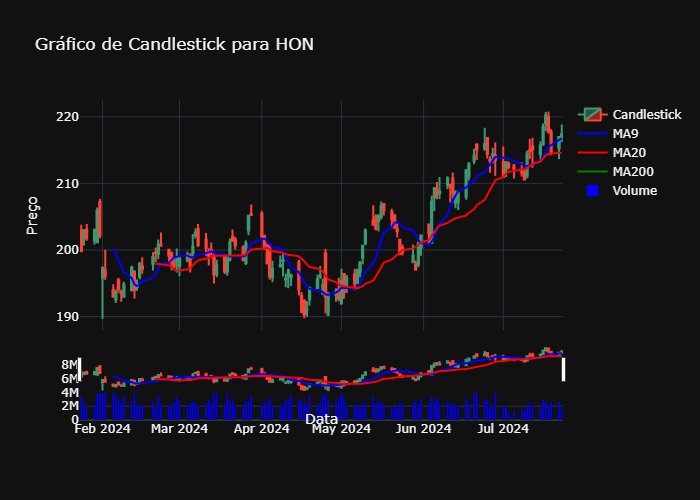 Gráfico de Candlestick para HON
Candlestick
MA9
MA20
MA200
Volume
Preço
220
210
200
190
8M
6M
4M
2M
0
Feb 2024
Mar 2024
Apr 2024
May 2024
Jun 2024
Jul 2024
Data